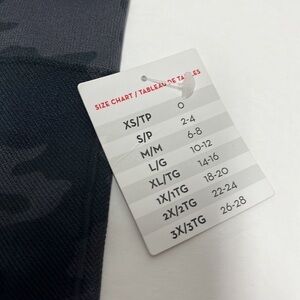 SIZE CHART / TABLEAU DE TAILLES
XS/TP 0
S/P 2-4
M/M 6-8
L/G 10-12
XL/TG 14-16
1X/1TG 18-20
2X/2TG 22-24
3X/3TG 26-28